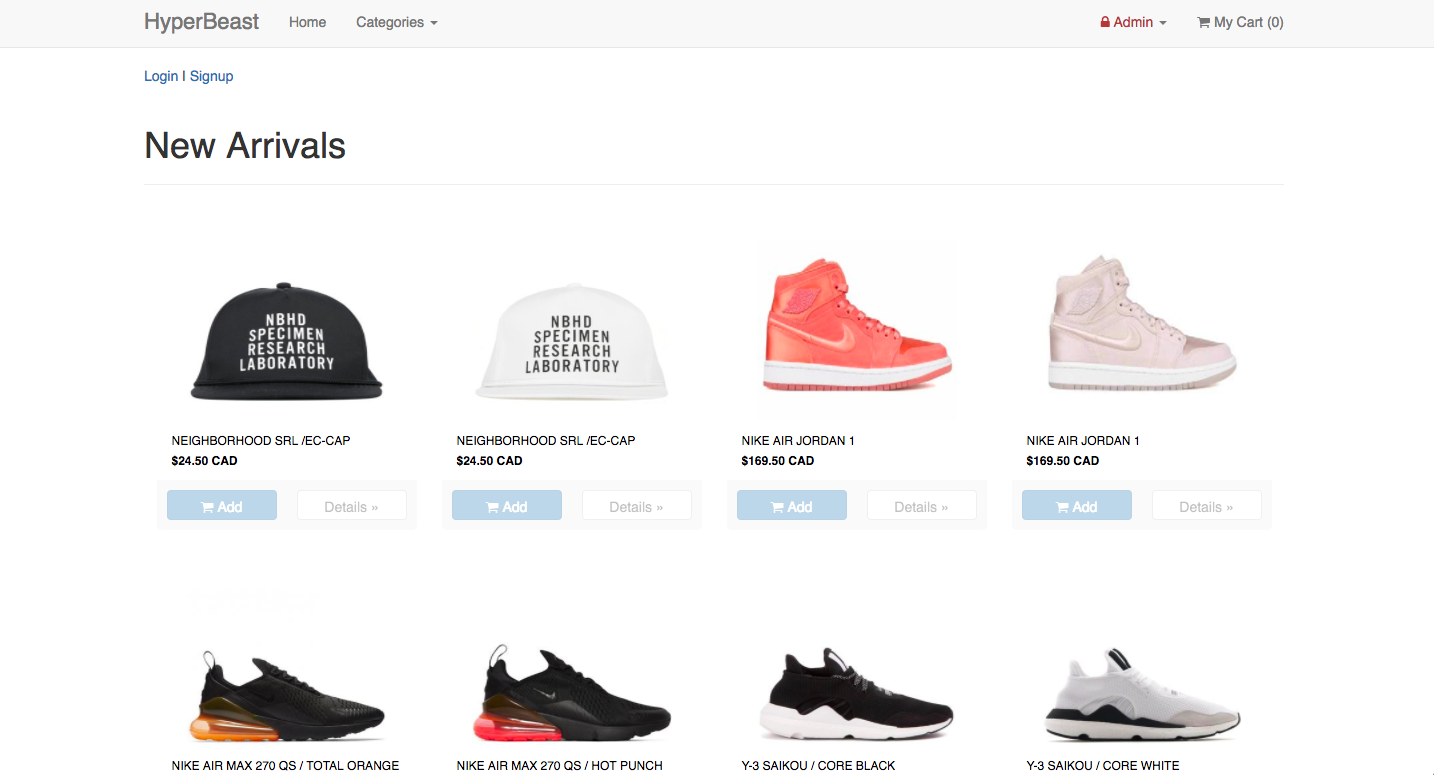 HyperBeast Home Categories Admin My Cart (0)
Login | Signup
New Arrivals
NBHD
SPECIMEN
RESEARCH
LABORATORY
NBHD
SPECIMEN
RESEARCH
LABORATORY
NEIGHBORHOOD SRL /EC-CAP
$24.50 CAD
Add Details »
NEIGHBORHOOD SRL /EC-CAP
$24.50 CAD
Add Details »
NIKE AIR JORDAN 1
$169.50 CAD
Add Details »
NIKE AIR JORDAN 1
$169.50 CAD
Add Details »
NIKE AIR MAX 270 QS / TOTAL ORANGE
NIKE AIR MAX 270 QS / HOT PUNCH
Y-3 SAIKOU / CORE BLACK
Y-3 SAIKOU / CORE WHITE